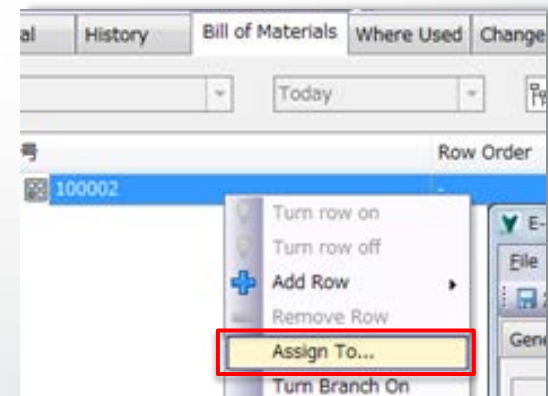 al History Bill of Materials Where Used Change
Today
号 Row Order
100002 -
Turn row on
Turn row off
Add Row
Remove Row
Assign To...
Turn Branch On
E-
File
Gene